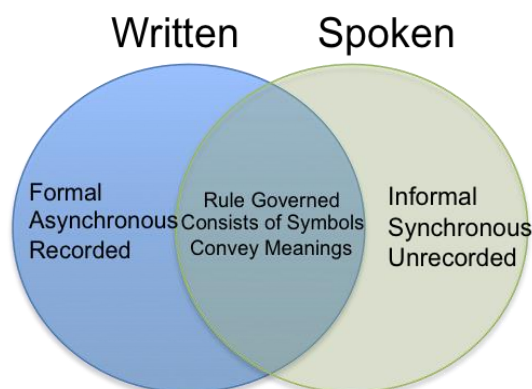 Written
Spoken
Formal
Asynchronous
Recorded
Rule Governed
Consists of Symbols
Convey Meanings
Informal
Synchronous
Unrecorded